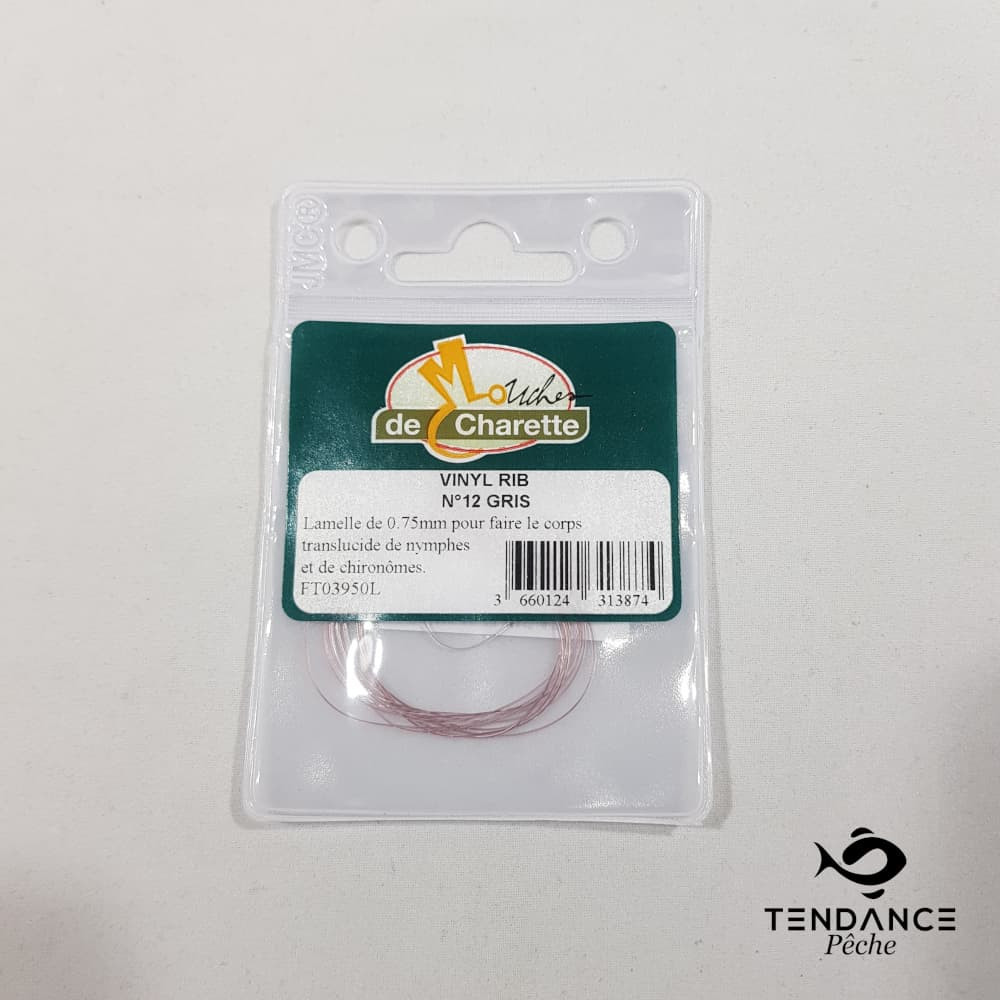 JMC®
Mouches
de Charette
VINYL RIB
N°12 GRIS
Lamelle de 0.75mm pour faire le corps
translucide de nymphes
et de chironômes.
FT03950L
3 660124 313874
TENDANCE
Pêche